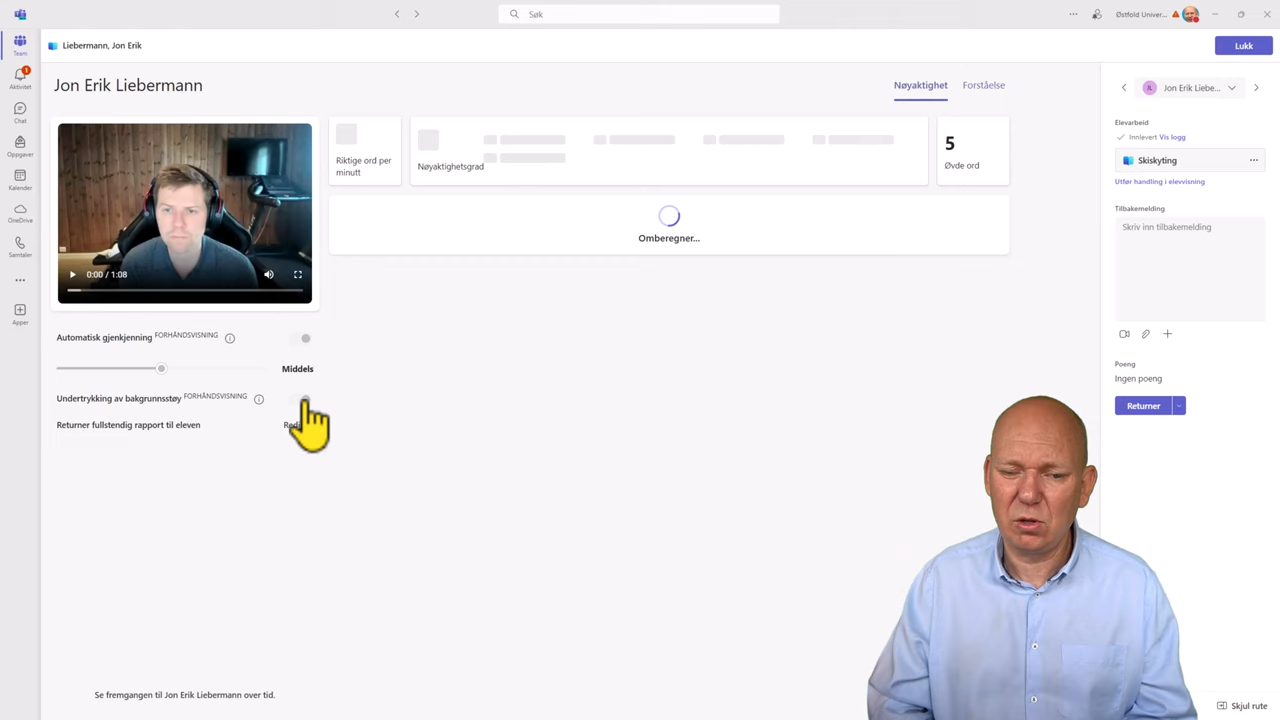 Søk
Østfold Univer...
Team
Liebermann, Jon Erik
Lukk
1
Aktivitet
Chat
Oppgaver
Kalender
OneDrive
Samtaler
Apper
Jon Erik Liebermann
Nøyaktighet
Forståelse
0:00 / 1:08
Riktige ord per
minutt
Nøyaktighetsgrad
5
Øvde ord
Omberegner...
Automatisk gjenkjenning FORHÅNDSVISNING
Middels
Undertrykking av bakgrunnsstøy FORHÅNDSVISNING
Returner fullstendig rapport til eleven
Se fremgangen til Jon Erik Liebermann over tid.
JL
Jon Erik Liebe...
Elevarbeid
Innlevert Vis logg
Skiskyting
Utfør handling i elevvisning
Tilbakemelding
Skriv inn tilbakemelding
Poeng
Ingen poeng
Returner
Skjul rute